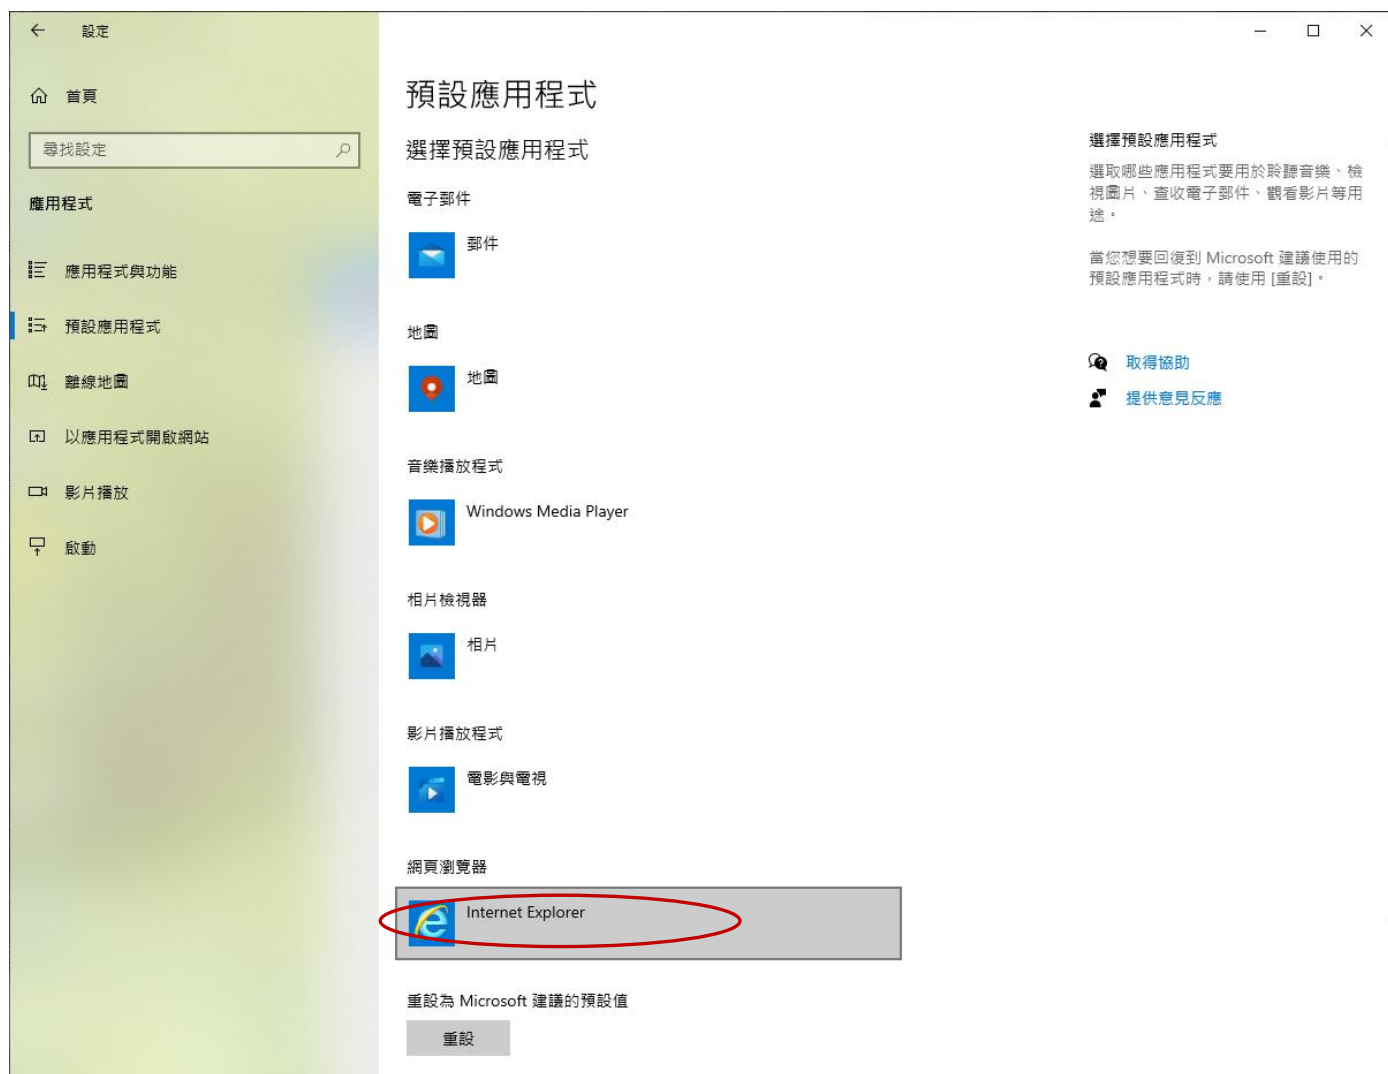 設定
首頁
尋找設定
應用程式
應用程式與功能
預設應用程式
離線地圖
以應用程式開啟網站
影片播放
啟動
預設應用程式
選擇預設應用程式
電子郵件
郵件
地圖
地圖
音樂播放程式
Windows Media Player
相片檢視器
相片
影片播放程式
電影與電視
網頁瀏覽器
Internet Explorer
重設為 Microsoft 建議的預設值
重設
選擇預設應用程式
選取哪些應用程式要用於聆聽音樂、檢
視圖片、查收電子郵件、觀看影片等用
途。
當您想要回復到 Microsoft 建議使用的
預設應用程式時，請使用 [重設]。
取得協助
提供意見反應